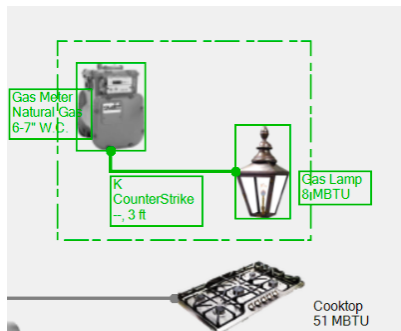 Gas Meter
Natural Gas
6-7" W.C.
K
CounterStrike
--, 3 ft
Gas Lamp
8 MBTU
Cooktop
51 MBTU